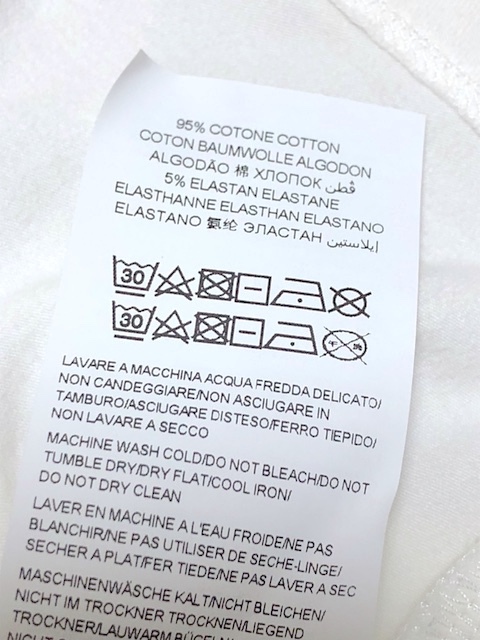 95% COTONE COTTON
COTON BAUMWOLLE ALGODON
ALGODÃO 棉 ХЛОПОК قطن
5% ELASTAN ELASTANE
ELASTHANNE ELASTHAN ELASTANO
ELASTANO 氨纶 ЭЛАСТАН إيلاستين
30
30
LAVARE A MACCHINA ACQUA FREDDA DELICATO/
NON CANDEGGIARE/NON ASCIUGARE IN
TAMBURO/ASCIUGARE DISTESO/FERRO TIEPIDO/
NON LAVARE A SECCO
MACHINE WASH COLD/DO NOT BLEACH/DO NOT
TUMBLE DRY/DRY FLAT/COOL IRON/
DO NOT DRY CLEAN
LAVER EN MACHINE A L'EAU FROIDE/NE PAS
BLANCHIR/NE PAS UTILISER DE SECHE-LINGE/
SECHER A PLAT/FER TIEDE/NE PAS LAVER A SEC
MASCHINENWÄSCHE KALT/NICHT BLEICHEN/
NICHT IM TROCKNER TROCKNEN/LIEGEND
TROCKNER/LAUWARM